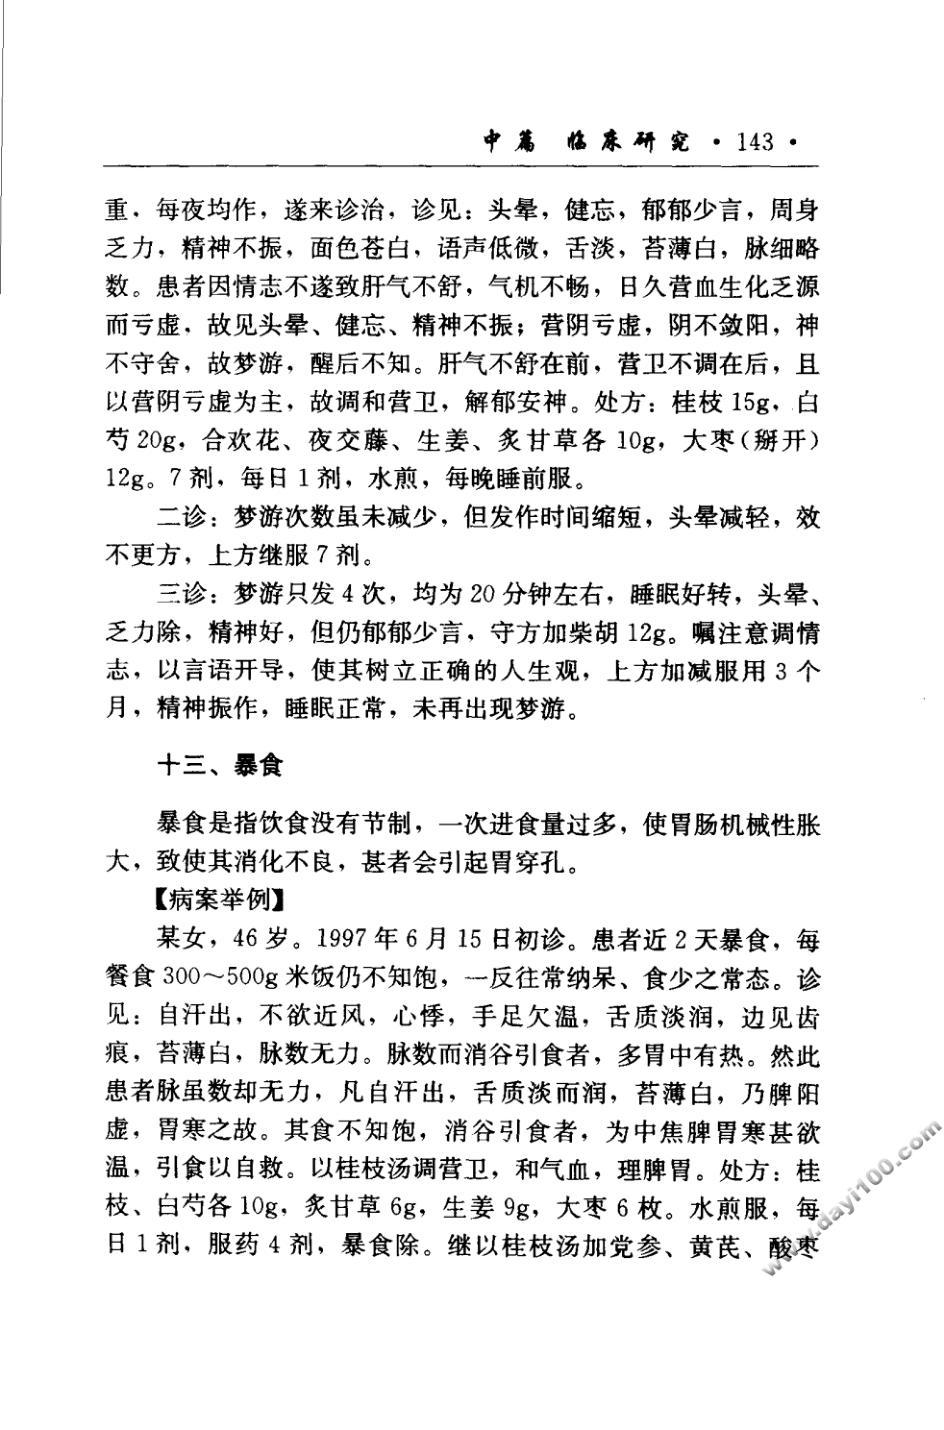 中篇 临床研究 · 143 ·
重，每夜均作，遂来诊治，诊见：头晕，健忘，郁郁少言，周身
乏力，精神不振，面色苍白，语声低微，舌淡，苔薄白，脉细略
数。患者因情志不遂致肝气不舒，气机不畅，日久营血生化乏源
而亏虚，故见头晕、健忘、精神不振；营阴亏虚，阴不敛阳，神
不守舍，故梦游，醒后不知。肝气不舒在前，营卫不调在后，且
以营阴亏虚为主，故调和营卫，解郁安神。处方：桂枝 15g，白
芍 20g，合欢花、夜交藤、生姜、炙甘草各 10g，大枣（掰开）
12g。7 剂，每日 1 剂，水煎，每晚睡前服。
二诊：梦游次数虽未减少，但发作时间缩短，头晕减轻，效
不更方，上方继服 7 剂。
三诊：梦游只发 4 次，均为 20 分钟左右，睡眠好转，头晕、
乏力除，精神好，但仍郁郁少言，守方加柴胡 12g。嘱注意调情
志，以言语开导，使其树立正确的人生观，上方加减服用 3 个
月，精神振作，睡眠正常，未再出现梦游。
十三、暴食
暴食是指饮食没有节制，一次进食量过多，使胃肠机械性胀
大，致使其消化不良，甚者会引起胃穿孔。
【病案举例】
某女，46 岁。1997 年 6 月 15 日初诊。患者近 2 天暴食，每
餐食 300～500g 米饭仍不知饱，一反往常纳呆、食少之常态。诊
见：自汗出，不欲近风，心悸，手足欠温，舌质淡润，边见齿
痕，苔薄白，脉数无力。脉数而消谷引食者，多胃中有热。然此
患者脉虽数却无力，凡自汗出，舌质淡而润，苔薄白，乃脾阳
虚，胃寒之故。其食不知饱，消谷引食者，为中焦脾胃寒甚欲
温，引食以自救。以桂枝汤调营卫，和气血，理脾胃。处方：桂
枝、白芍各 10g，炙甘草 6g，生姜 9g，大枣 6 枚。水煎服，每
日 1 剂，服药 4 剂，暴食除。继以桂枝汤加党参、黄芪、酸枣
www.dayi100.com